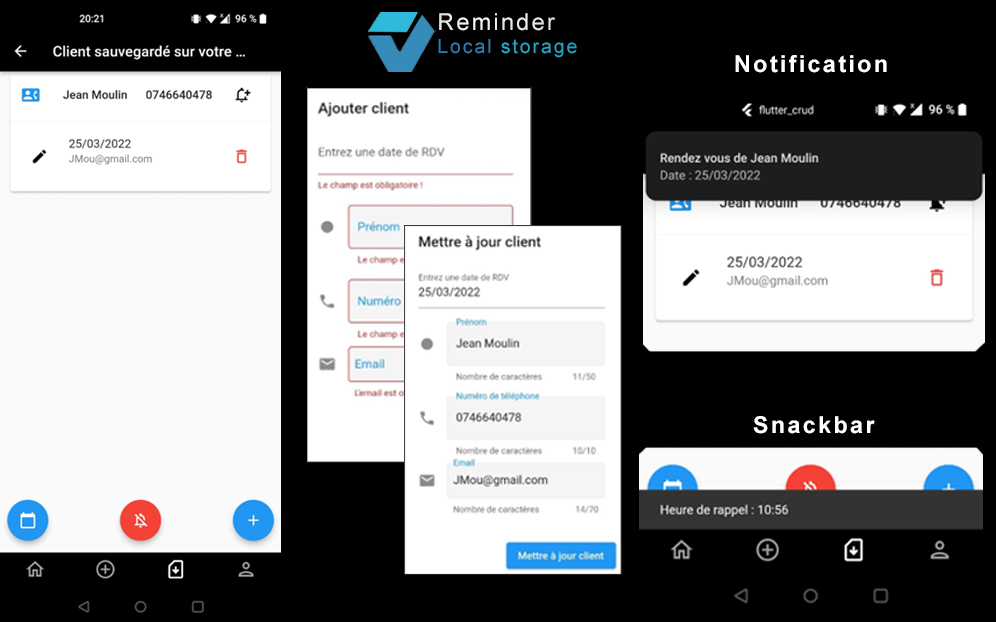 Reminder
Local storage
20:21
96 %
Client sauvegardé sur votre ...
Jean Moulin 0746640478
25/03/2022
JMou@gmail.com
Ajouter client
Entrez une date de RDV
Le champ est obligatoire !
Prénom
Le champ e
Numéro
Le champ e
Email
L'email est o
Mettre à jour client
Entrez une date de RDV
25/03/2022
Prénom
Jean Moulin
Nombre de caractères 11/50
Numéro de téléphone
0746640478
Nombre de caractères 10/10
Email
JMou@gmail.com
Nombre de caractères 14/70
Mettre à jour client
Notification
flutter_crud 96 %
Rendez vous de Jean Moulin
Date : 25/03/2022
Jean Moulin 0746640478
25/03/2022
JMou@gmail.com
Snackbar
Heure de rappel : 10:56